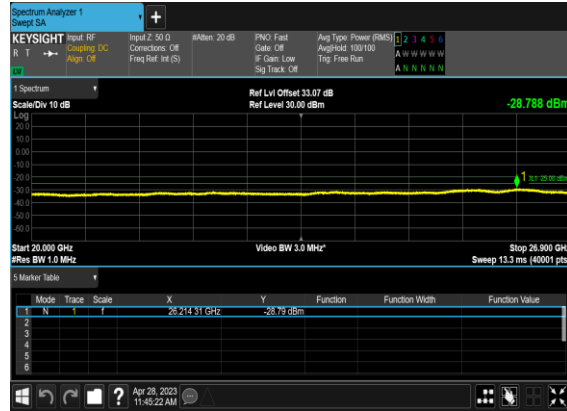 Spectrum Analyzer 1
Swept SA
+
KEYSIGHT Input: RF Input Z: 50 Ω #Atten: 20 dB PNO: Fast Avg Type: Power (RMS) 1 2 3 4 5 6
R T Coupling: DC Corrections: Off Gate: Off Avg|Hold: 100/100 A W W W W W
Align: Off Freq Ref: Int (S) IF Gain: Low Trig: Free Run
Sig Track: Off A N N N N N
1 Spectrum
Scale/Div 10 dB Ref Lvl Offset 33.07 dB
Ref Level 30.00 dBm -28.788 dBm
Log
20.0
10.0
0.00
-10.0
-20.0
-30.0
-40.0
-50.0
-60.0
1
Start 20.000 GHz Video BW 3.0 MHz* Stop 26.900 GHz
#Res BW 1.0 MHz Sweep 13.3 ms (40001 pts)
5 Marker Table
Mode Trace Scale X Y Function Function Width Function Value
1 N 1 f 26.214 31 GHz -28.79 dBm
2
3
4
5
6
? Apr 28, 2023
11:45:22 AM